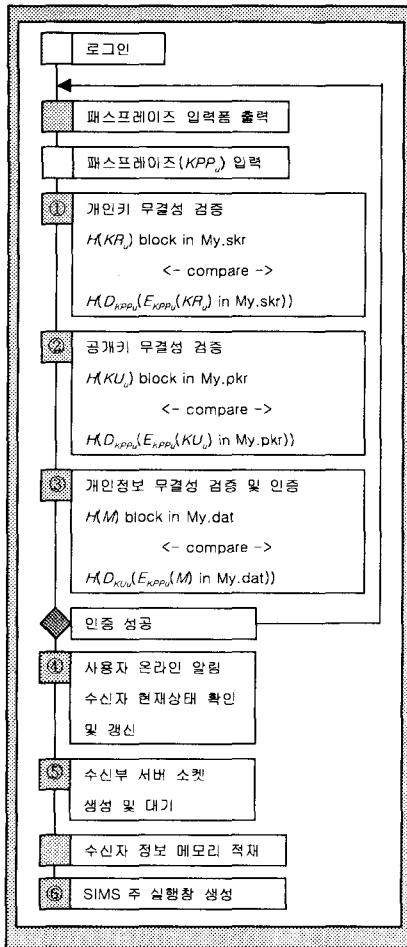 로그인
패스프레이즈 입력폼 출력
패스프레이즈(KPPu) 입력
① 개인키 무결성 검증
H(KRu) block in My.skr
<- compare ->
H(DKPPu(EKPPu(KRu) in My.skr))
② 공개키 무결성 검증
H(KUu) block in My.pkr
<- compare ->
H(DKPPu(EKPPu(KUu) in My.pkr))
③ 개인정보 무결성 검증 및 인증
H(M) block in My.dat
<- compare ->
H(DKUu(EKPPu(M) in My.dat))
인증 성공
④ 사용자 온라인 알림
수신자 현재상태 확인
및 갱신
⑤ 수신부 서버 소켓
생성 및 대기
수신자 정보 메모리 적재
⑥ SIMS 주 실행창 생성